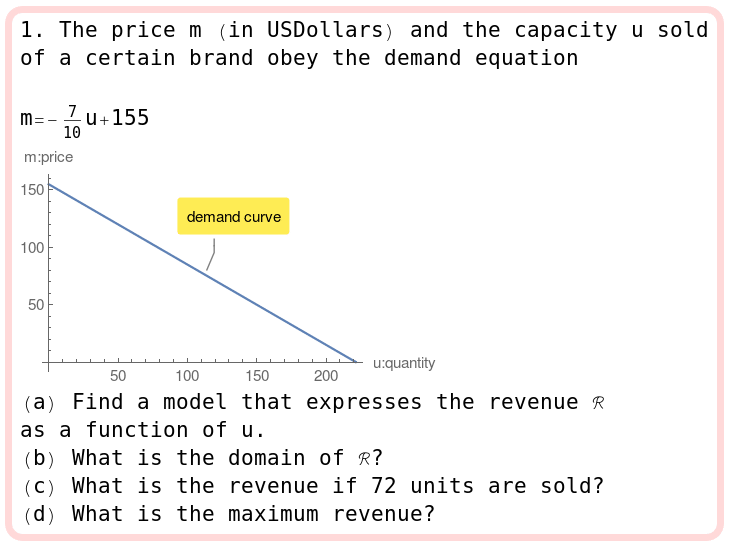 1. The price m (in USDollars) and the capacity u sold
of a certain brand obey the demand equation
m=-7/10 u+155
m:price
150
demand curve
100
50
50 100 150 200
u:quantity
(a) Find a model that expresses the revenue ℛ
as a function of u.
(b) What is the domain of ℛ?
(c) What is the revenue if 72 units are sold?
(d) What is the maximum revenue?